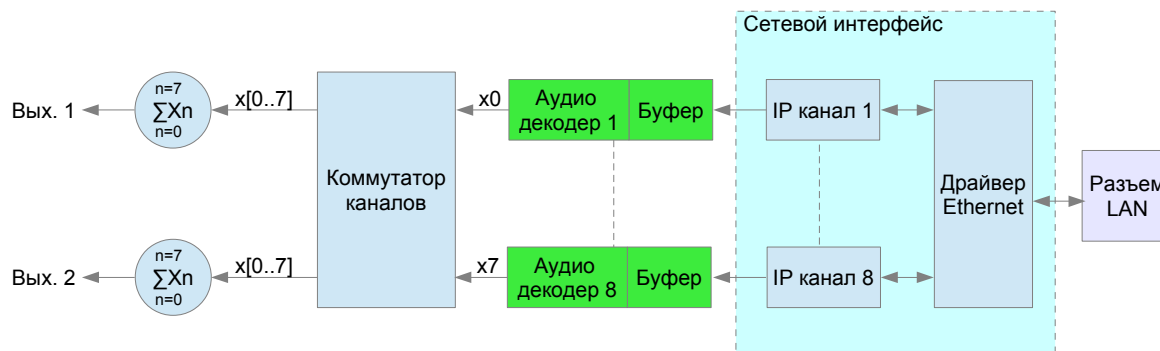 Сетевой интерфейс
Вых. 1
n=7
∑Xn
n=0
x[0..7]
Коммутатор
каналов
x0
Аудио
декодер 1
Буфер
IP канал 1
Драйвер
Ethernet
Разъем
LAN
Вых. 2
n=7
∑Xn
n=0
x[0..7]
x7
Аудио
декодер 8
Буфер
IP канал 8